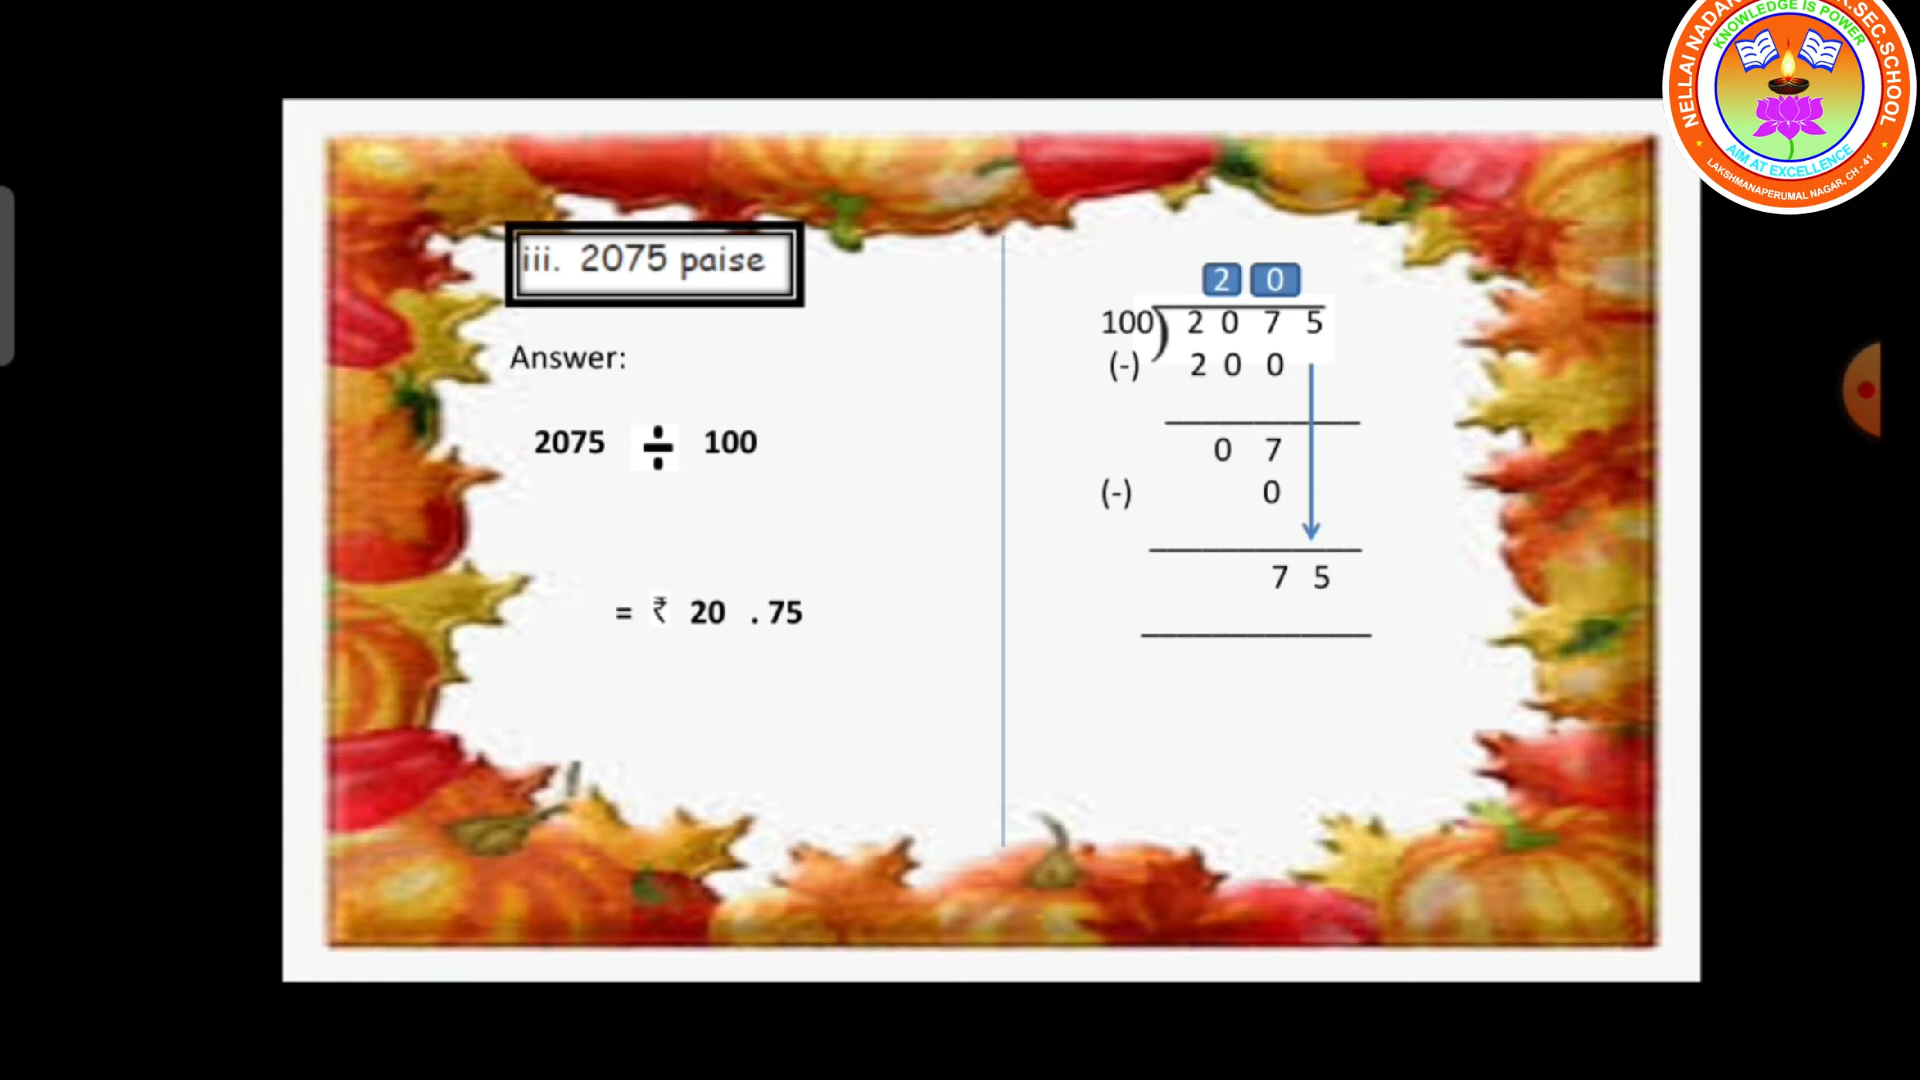 iii. 2075 paise
Answer:
2075 ÷ 100
= ₹ 20 . 75
2 0
100) 2 0 7 5
(-) 2 0 0
0 7
(-) 0
7 5
NELLAI NADAR
K.SEC.SCHOOL
KNOWLEDGE IS POWER
AIM AT EXCELLENCE
LAKSHMANAPERUMAL NAGAR, CH - 41